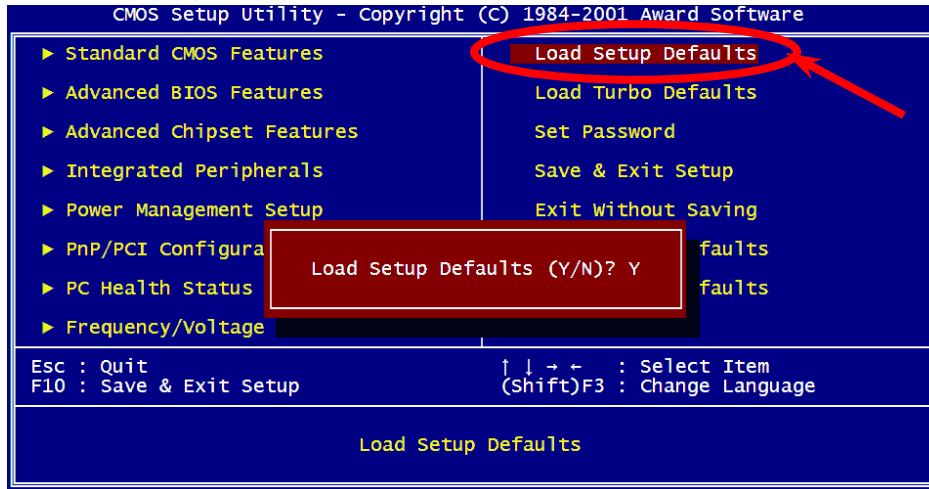 CMOS Setup Utility - Copyright (C) 1984-2001 Award Software
► Standard CMOS Features
► Advanced BIOS Features
► Advanced Chipset Features
► Integrated Peripherals
► Power Management Setup
► PnP/PCI Configura
► PC Health Status
► Frequency/Voltage
Load Setup Defaults
Load Turbo Defaults
Set Password
Save & Exit Setup
Exit Without Saving
faults
faults
Load Setup Defaults (Y/N)? Y
Esc : Quit
F10 : Save & Exit Setup
↑ ↓ → ← : Select Item
(Shift)F3 : Change Language
Load Setup Defaults